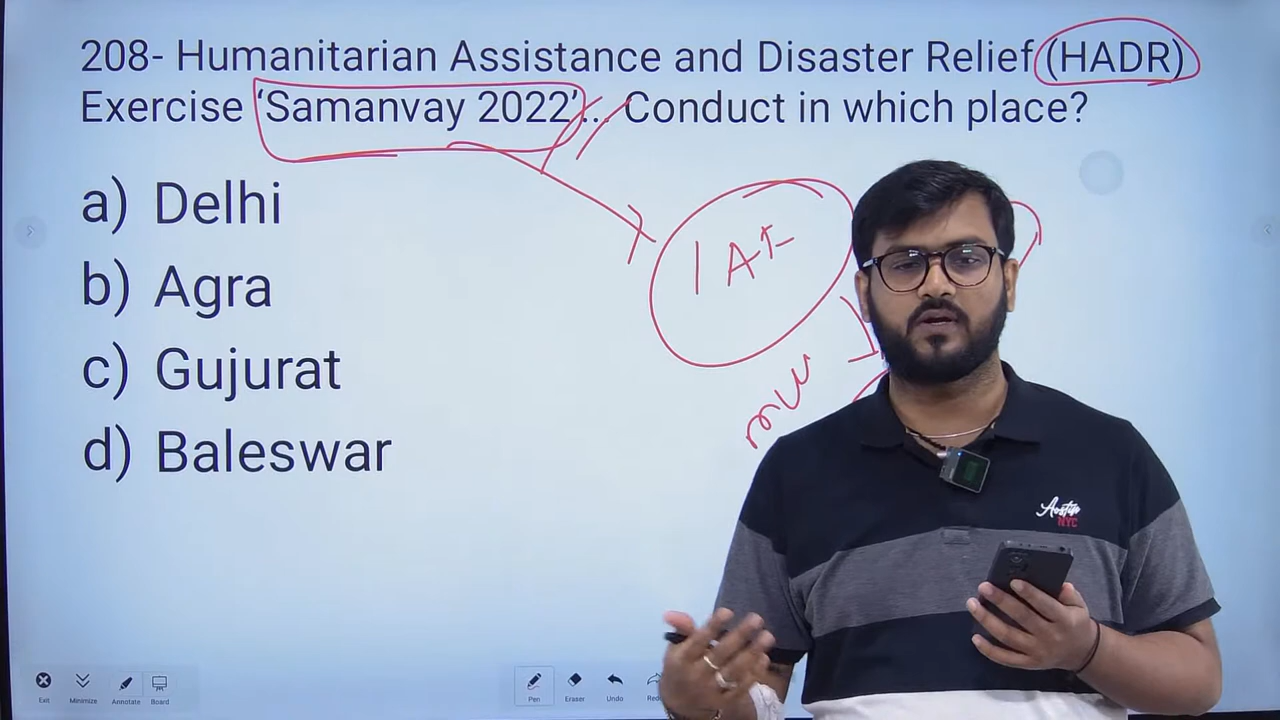 208- Humanitarian Assistance and Disaster Relief (HADR)
Exercise ‘Samanvay 2022’... Conduct in which place?
a) Delhi
b) Agra
c) Gujurat
d) Baleswar
IAF
Austin
NYC
Exit
Minimize
Annotate
Board
Pen
Eraser
Undo